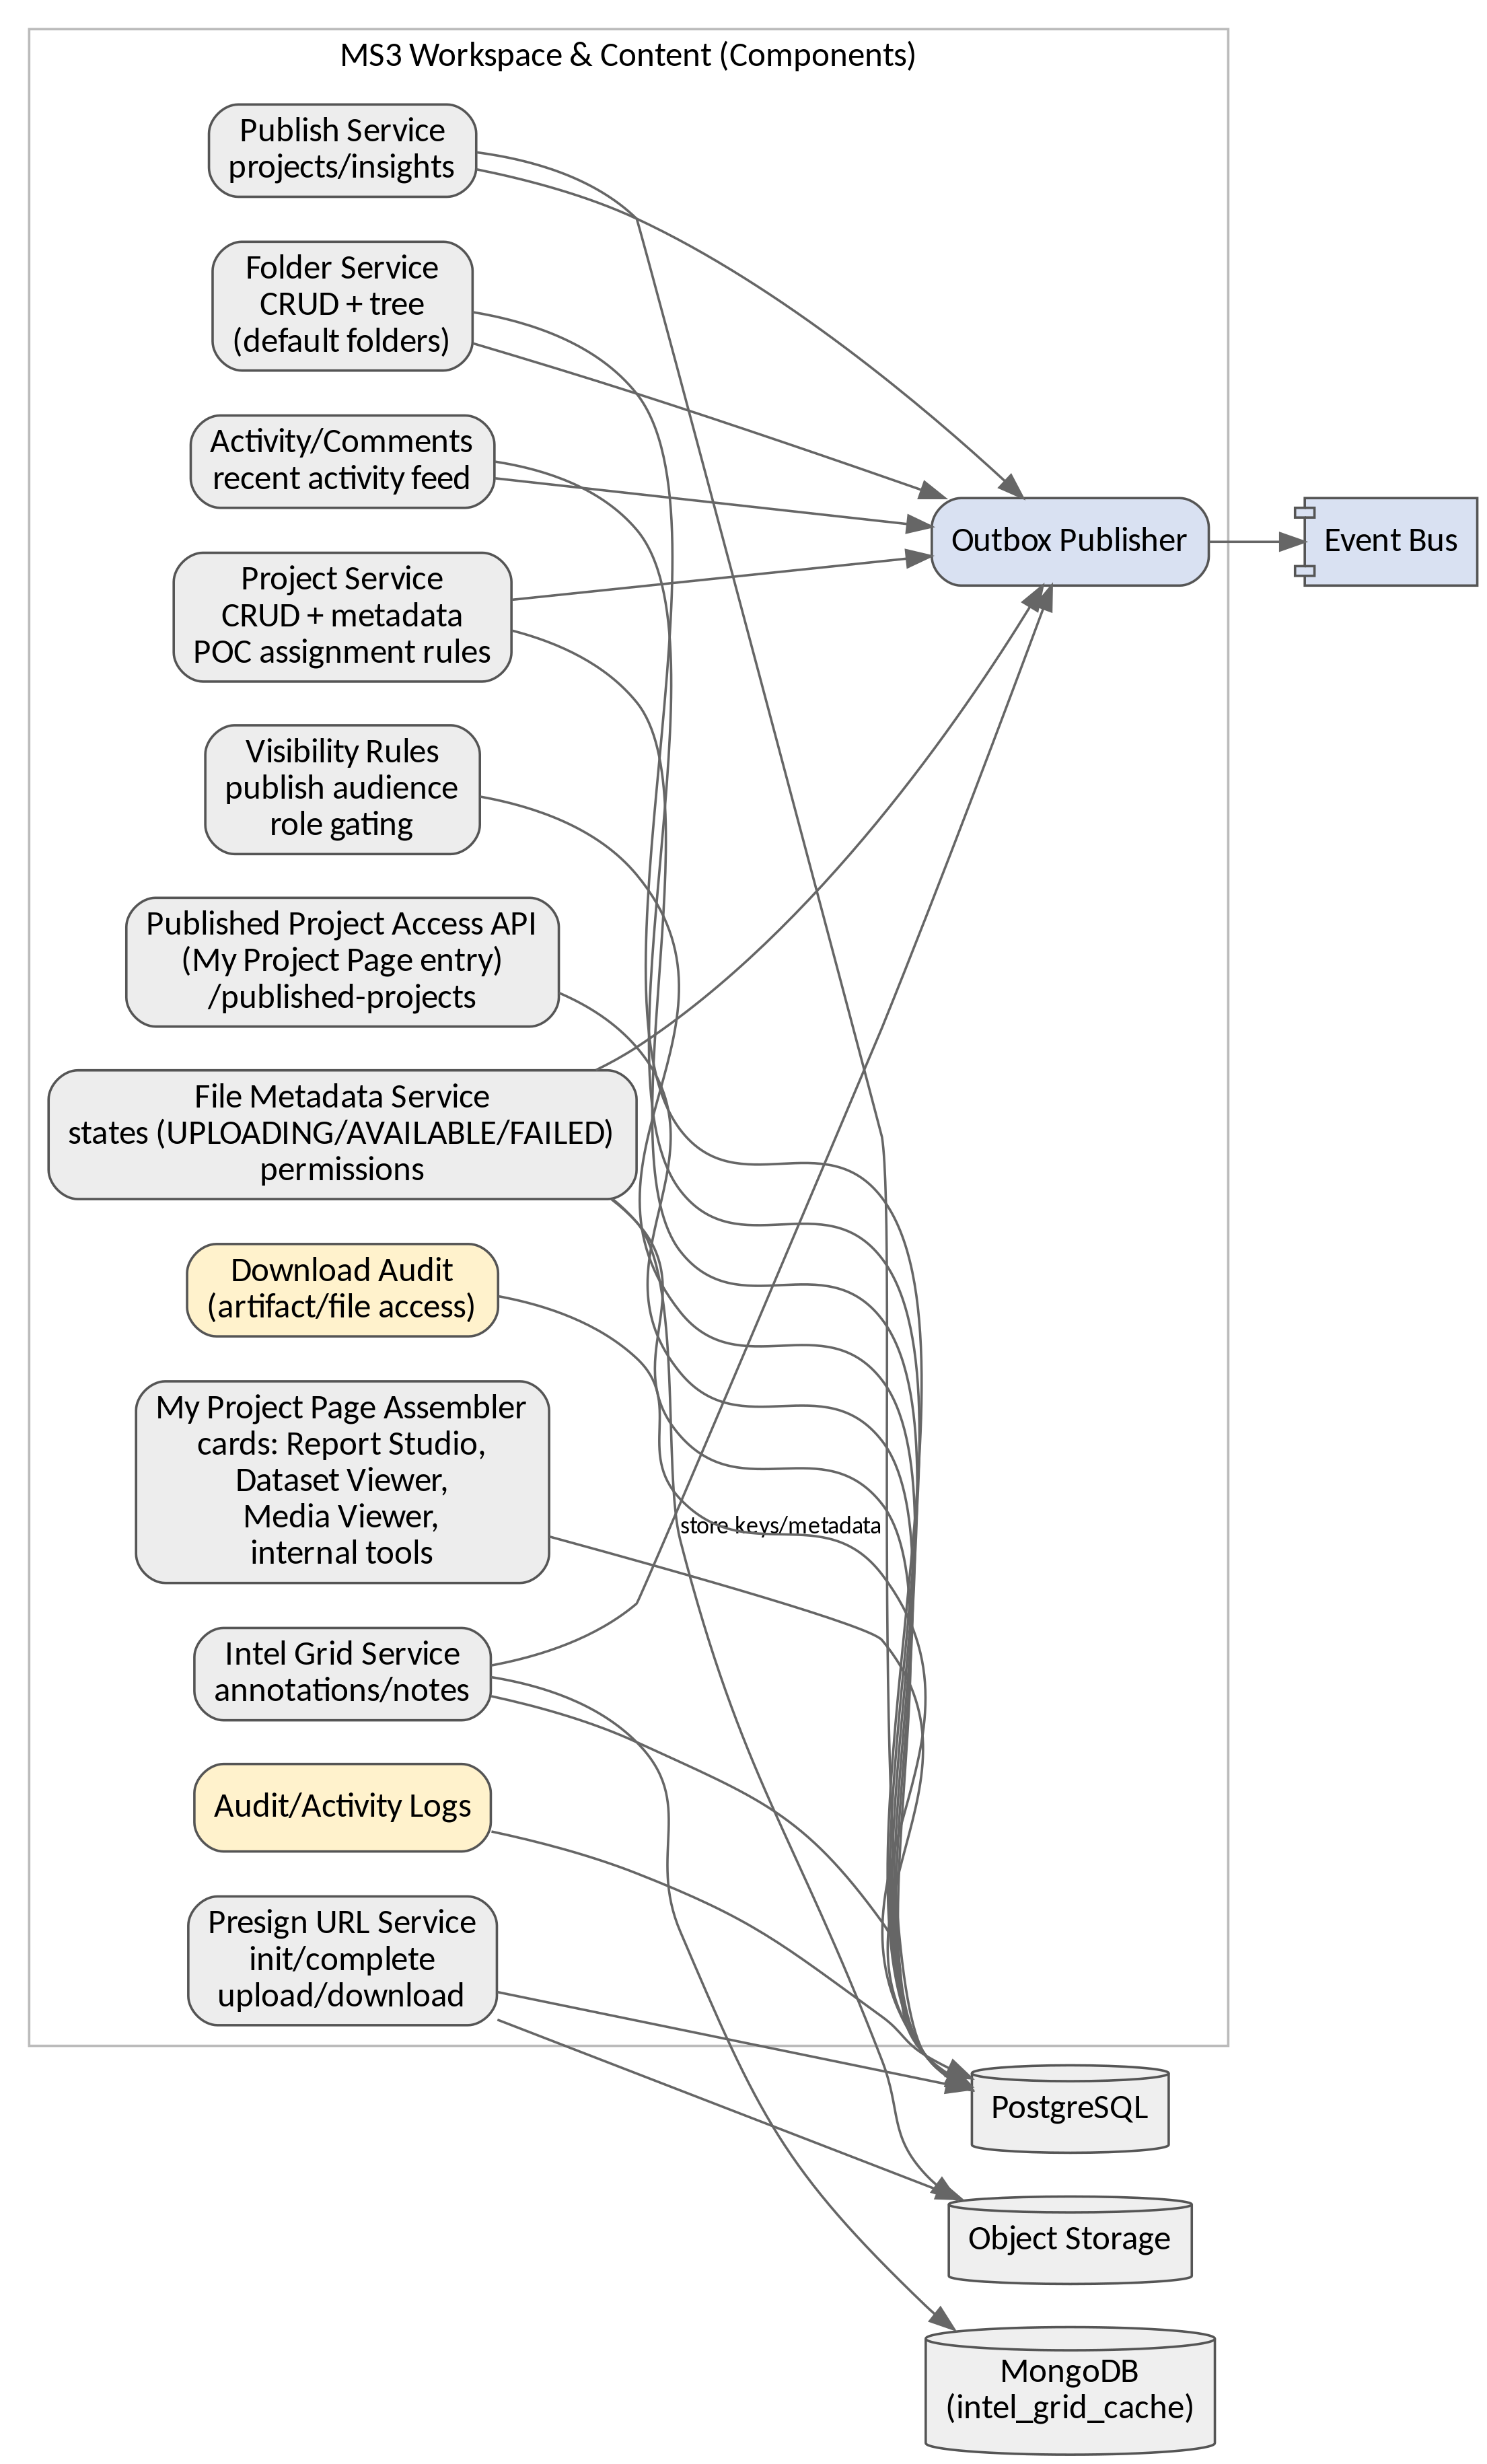 MS3 Workspace & Content (Components)
Publish Service
projects/insights
Folder Service
CRUD + tree
(default folders)
Activity/Comments
recent activity feed
Outbox Publisher
Event Bus
Project Service
CRUD + metadata
POC assignment rules
Visibility Rules
publish audience
role gating
Published Project Access API
(My Project Page entry)
/published-projects
File Metadata Service
states (UPLOADING/AVAILABLE/FAILED)
permissions
Download Audit
(artifact/file access)
My Project Page Assembler
cards: Report Studio,
Dataset Viewer,
Media Viewer,
internal tools
store keys/metadata
Intel Grid Service
annotations/notes
Audit/Activity Logs
Presign URL Service
init/complete
upload/download
PostgreSQL
Object Storage
MongoDB
(intel_grid_cache)